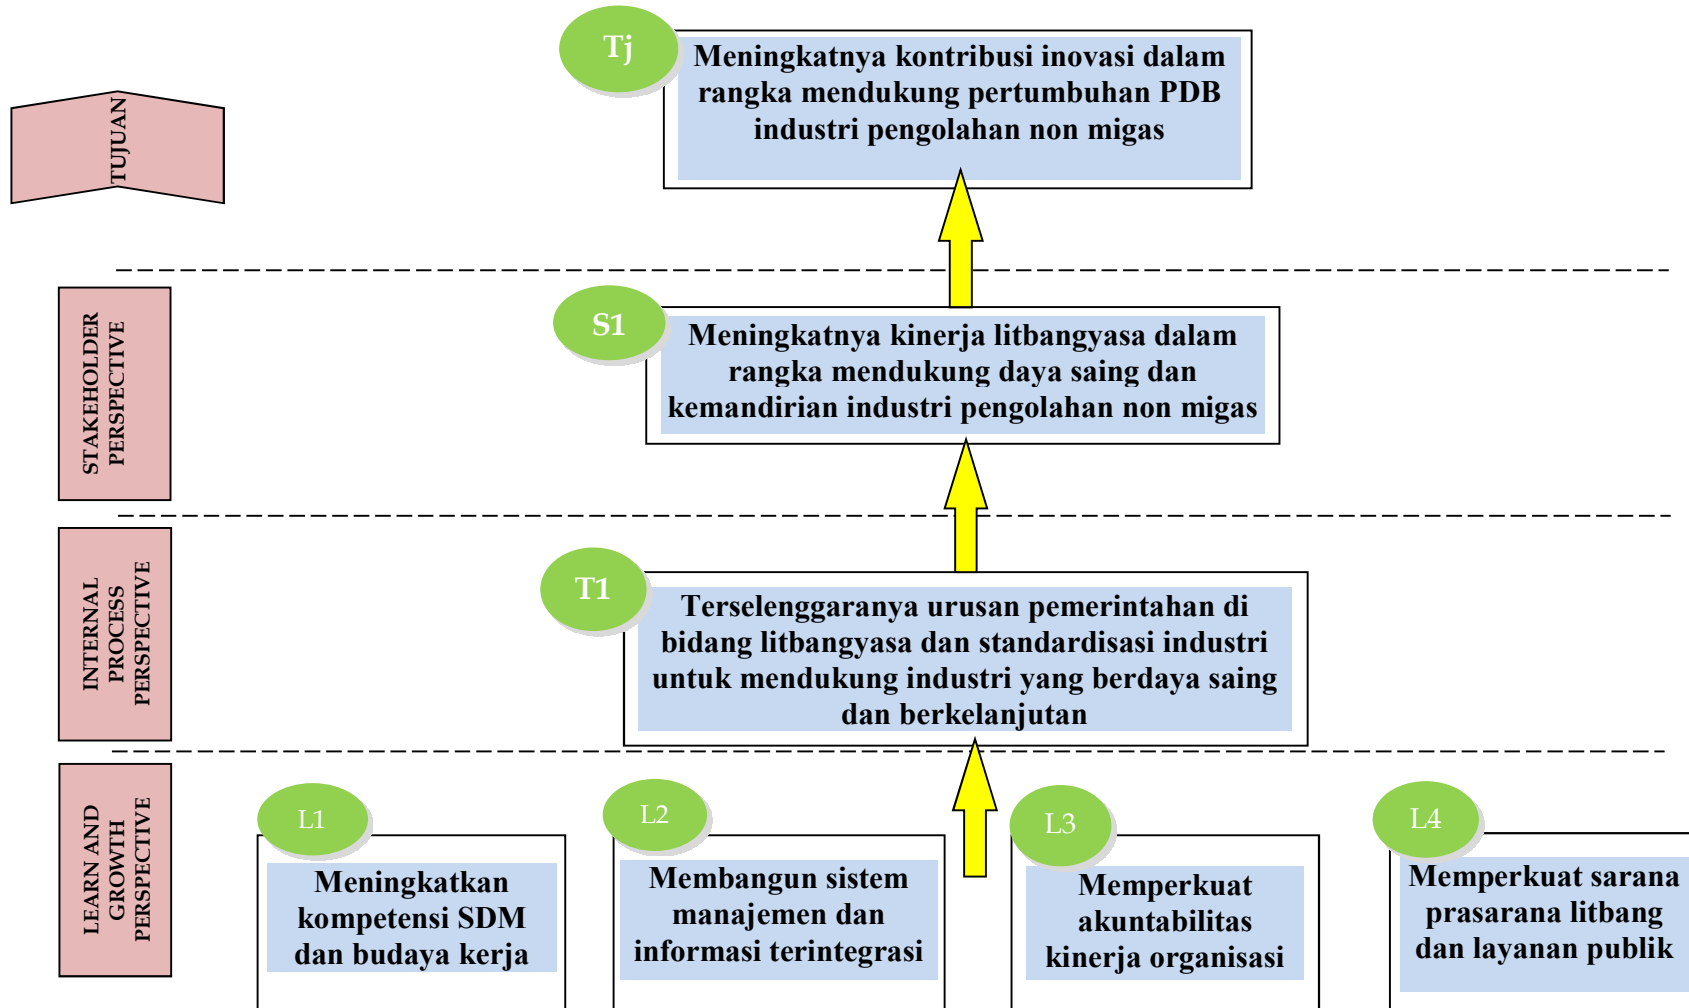 TUJUAN
Tj
Meningkatnya kontribusi inovasi dalam
rangka mendukung pertumbuhan PDB
industri pengolahan non migas
STAKEHOLDER
PERSPECTIVE
S1
Meningkatnya kinerja litbangyasa dalam
rangka mendukung daya saing dan
kemandirian industri pengolahan non migas
INTERNAL
PROCESS
PERSPECTIVE
T1
Terselenggaranya urusan pemerintahan di
bidang litbangyasa dan standardisasi industri
untuk mendukung industri yang berdaya saing
dan berkelanjutan
LEARN AND
GROWTH
PERSPECTIVE
L1
Meningkatkan
kompetensi SDM
dan budaya kerja
L2
Membangun sistem
manajemen dan
informasi terintegrasi
L3
Memperkuat
akuntabilitas
kinerja organisasi
L4
Memperkuat sarana
prasarana litbang
dan layanan publik